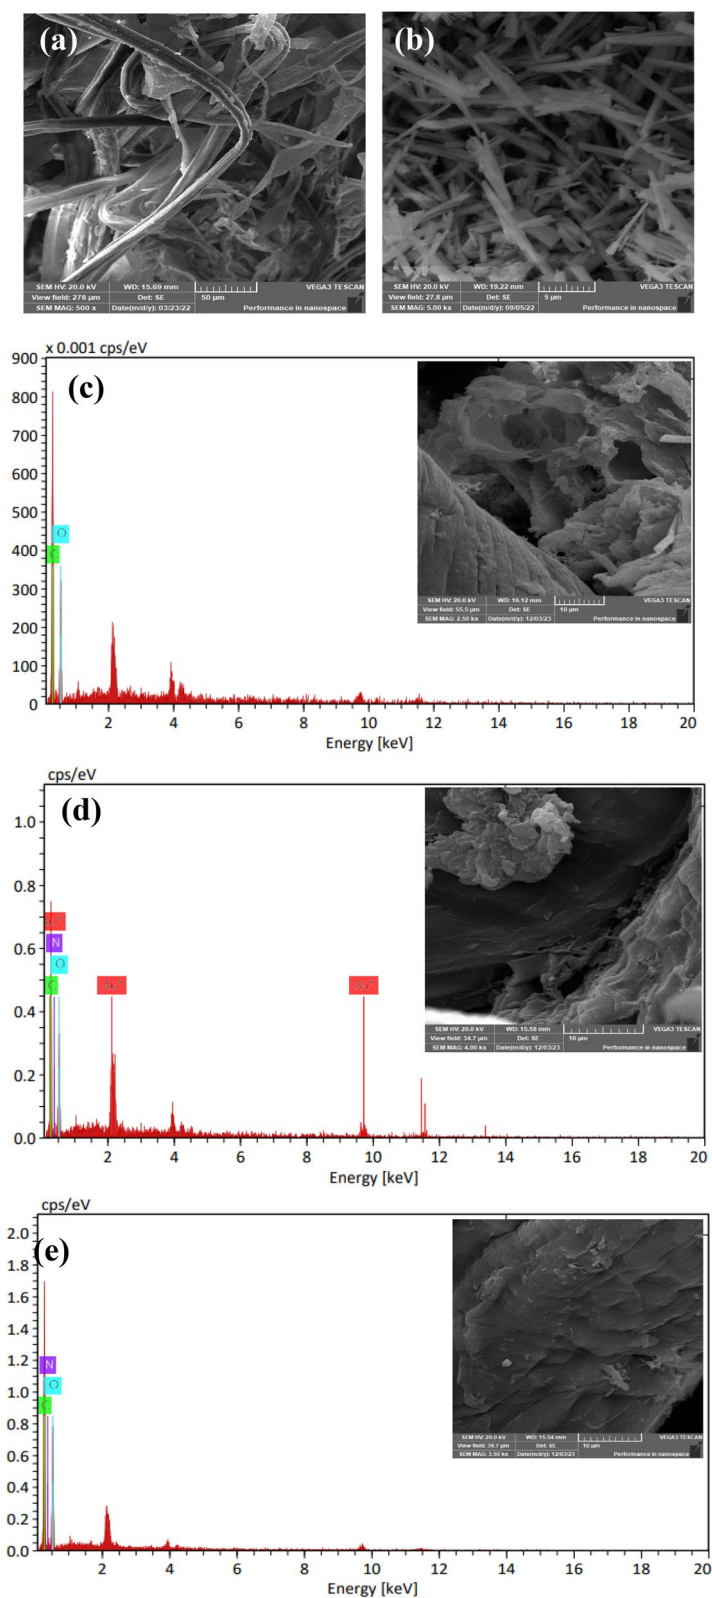 (a)
SEM HV: 20.0 kV WD: 15.69 mm VEGA3 TESCAN
View field: 278 µm Det: SE 50 µm
SEM MAG: 500 x Date(m/d/y): 03/23/22 Performance in nanospace
(b)
SEM HV: 20.0 kV WD: 19.22 mm VEGA3 TESCAN
View field: 27.8 µm Det: SE 5 µm
SEM MAG: 5.00 kx Date(m/d/y): 09/05/22 Performance in nanospace
x 0.001 cps/eV
(c)
900
800
700
600
500
400
300
200
100
0
O
C
2 4 6 8 10 12 14 16 18 20
Energy [keV]
SEM HV: 20.0 kV WD: 16.12 mm VEGA3 TESCAN
View field: 55.5 µm Det: SE 10 µm
SEM MAG: 2.50 kx Date(m/d/y): 12/03/23 Performance in nanospace
cps/eV
(d)
1.0
0.8
0.6
0.4
0.2
0.0
N
O
C
2 4 6 8 10 12 14 16 18 20
Energy [keV]
SEM HV: 20.0 kV WD: 15.58 mm VEGA3 TESCAN
View field: 34.7 µm Det: SE 10 µm
SEM MAG: 4.00 kx Date(m/d/y): 12/03/23 Performance in nanospace
cps/eV
(e)
2.0
1.8
1.6
1.4
1.2
1.0
0.8
0.6
0.4
0.2
0.0
N
O
C
2 4 6 8 10 12 14 16 18 20
Energy [keV]
SEM HV: 20.0 kV WD: 15.54 mm VEGA3 TESCAN
View field: 39.7 µm Det: SE 10 µm
SEM MAG: 3.50 kx Date(m/d/y): 12/03/23 Performance in nanospace